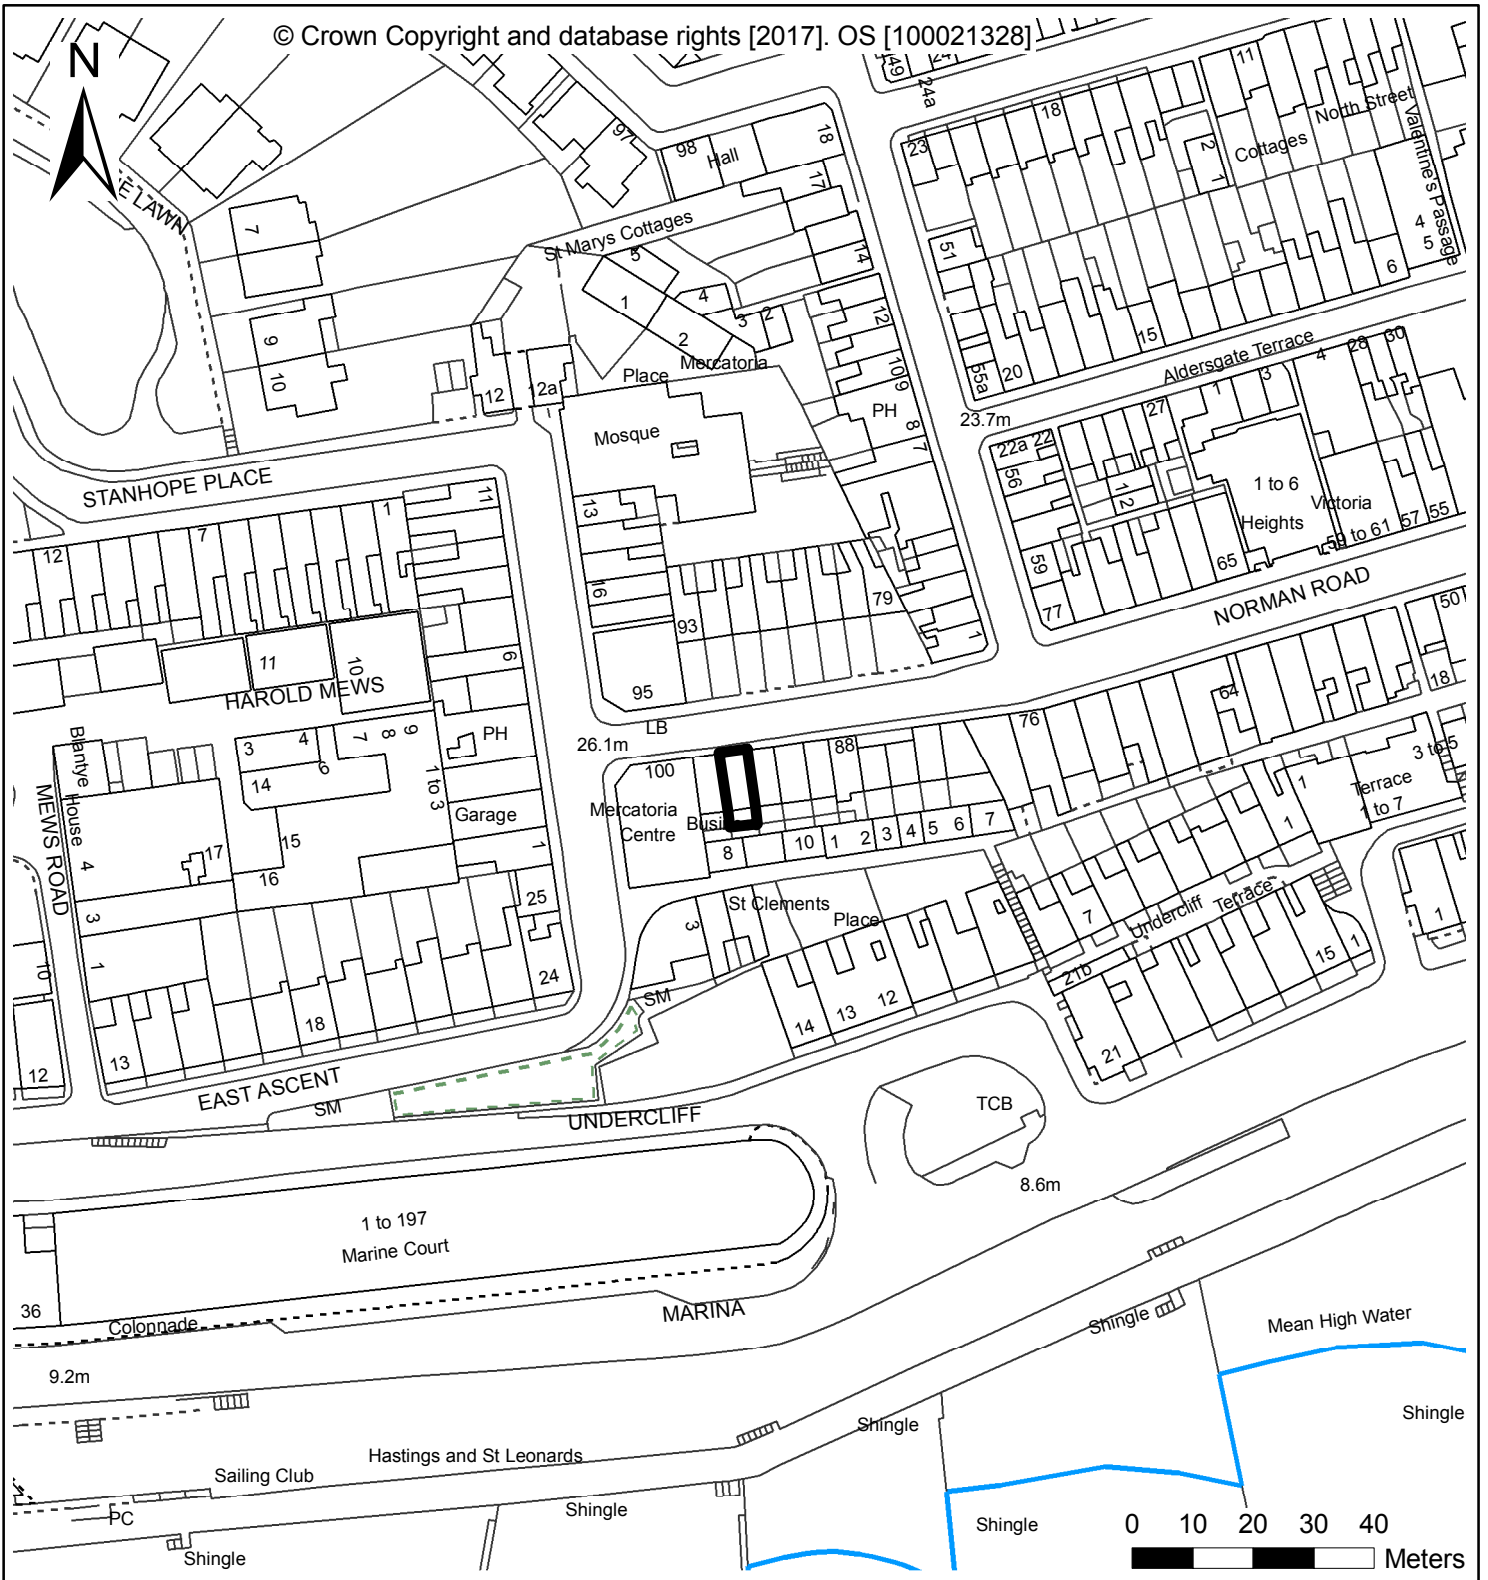 © Crown Copyright and database rights [2017]. OS [100021328]
N
E LAWN
49
24a
11
18
North Street
Cottages
Valentine's Passage
97
98
Hall
18
17
23
2
1
7
St Marys Cottages
5
14
51
4
5
6
1
4
3
2
2
Mercatoria
Place
12
10
9
9
10
12
12a
Mosque
PH
8
7
55a
20
15
Aldersgate Terrace
23.7m
1
3
4
28
30
27
22a
22
56
1
2
1 to 6
Victoria
Heights
59 to 61
57
55
STANHOPE PLACE
12
7
1
11
13
16
93
79
1
59
77
65
NORMAN ROAD
11
10
6
HAROLD MEWS
95
LB
26.1m
50
18
64
76
Blantye
House
3
4
7
8
9
6
14
PH
1 to 3
Garage
15
17
16
MEWS ROAD
4
3
1
10
12
13
18
1
25
24
100
88
Mercatoria
Centre
Busin
8
10
1
2
3
4
5
6
7
St Clements
Place
3
3 to 5
Terrace
1 to 7
1
1
7
Undercliff
Terrace
15
1
1
21b
21
SM
14
13
12
EAST ASCENT
SM
UNDERCLIFF
TCB
8.6m
1 to 197
Marine Court
36
Colonnade
MARINA
9.2m
Shingle
Mean High Water
Shingle
Shingle
Hastings and St Leonards
Sailing Club
PC
Shingle
Shingle
Shingle
0 10 20 30 40
Meters